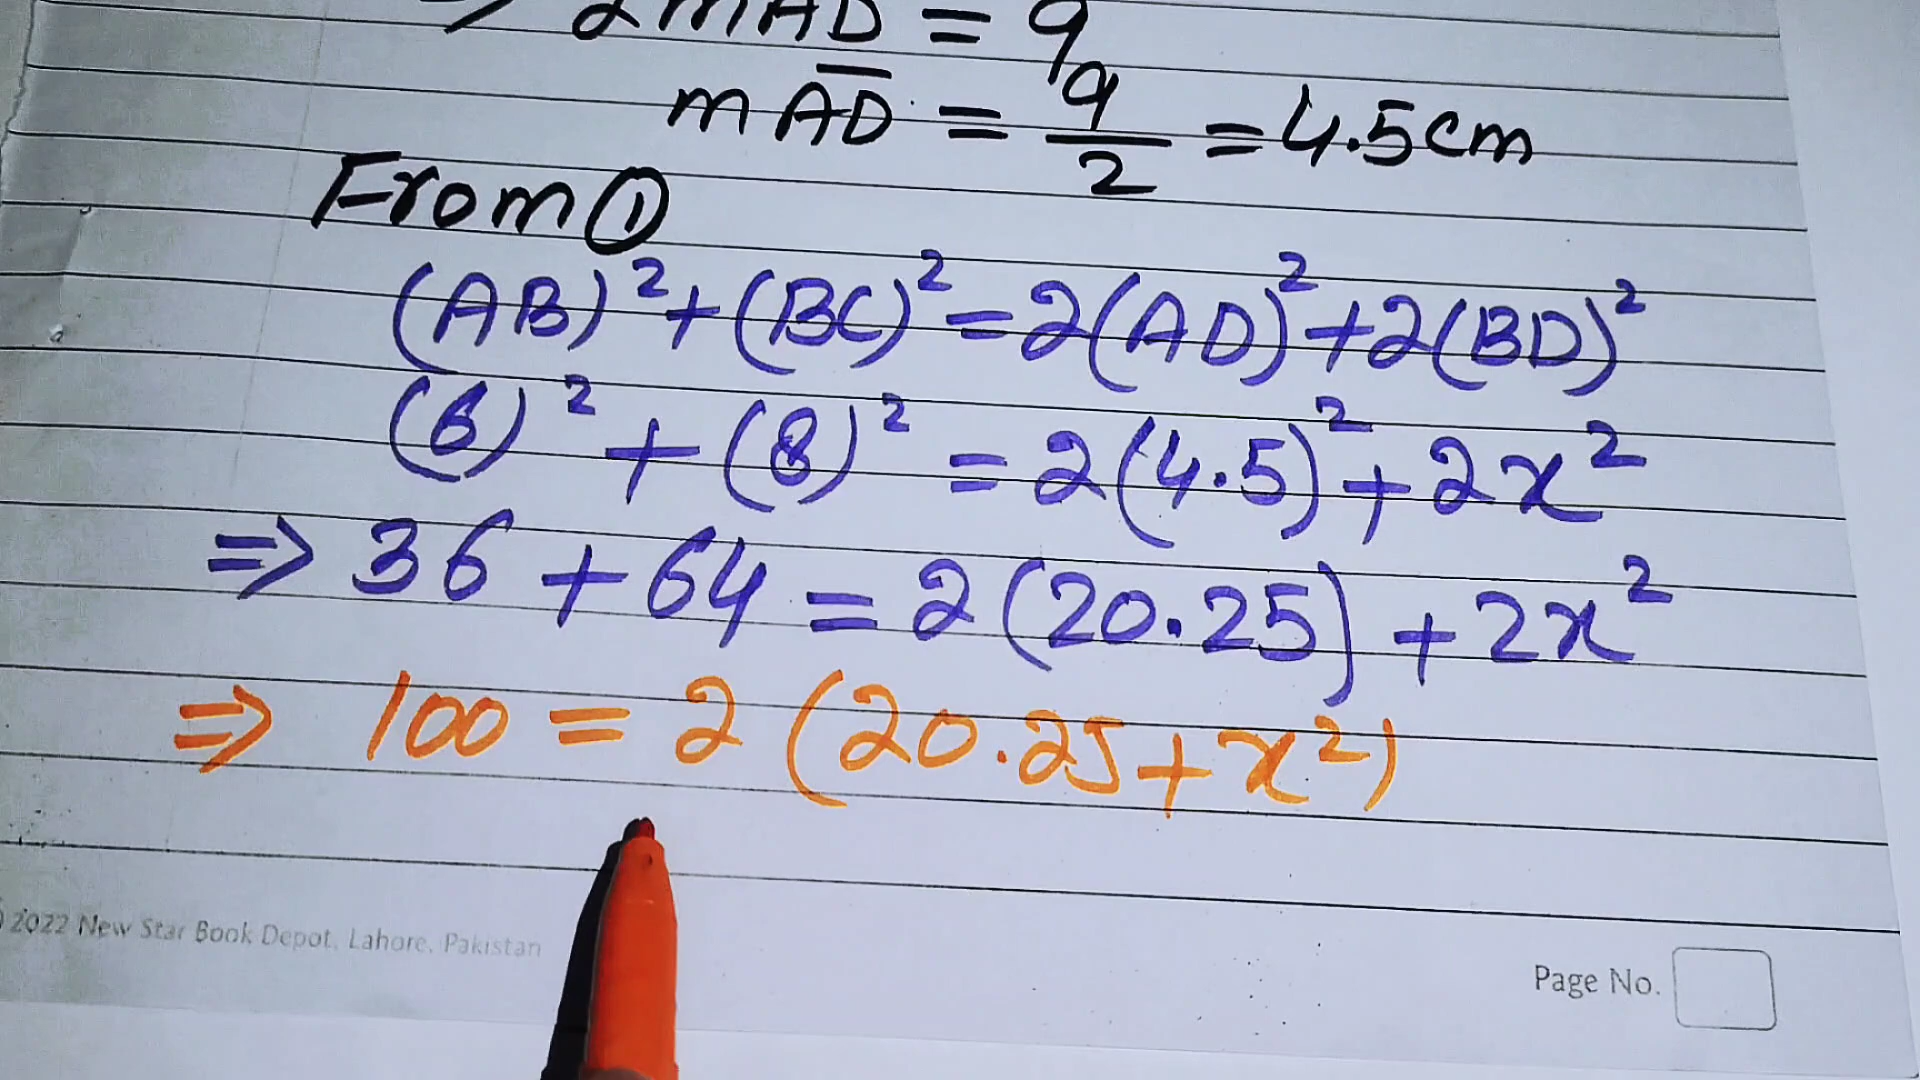 ⇒ 2mAD = 9
mAD̅ = 9/2 = 4.5cm
From ①
(AB)² + (BC)² = 2(AD)² + 2(BD)²
(6)² + (8)² = 2(4.5)² + 2x²
⇒ 36 + 64 = 2(20.25) + 2x²
⇒ 100 = 2(20.25 + x²)
2022 New Star Book Depot, Lahore, Pakistan
Page No.